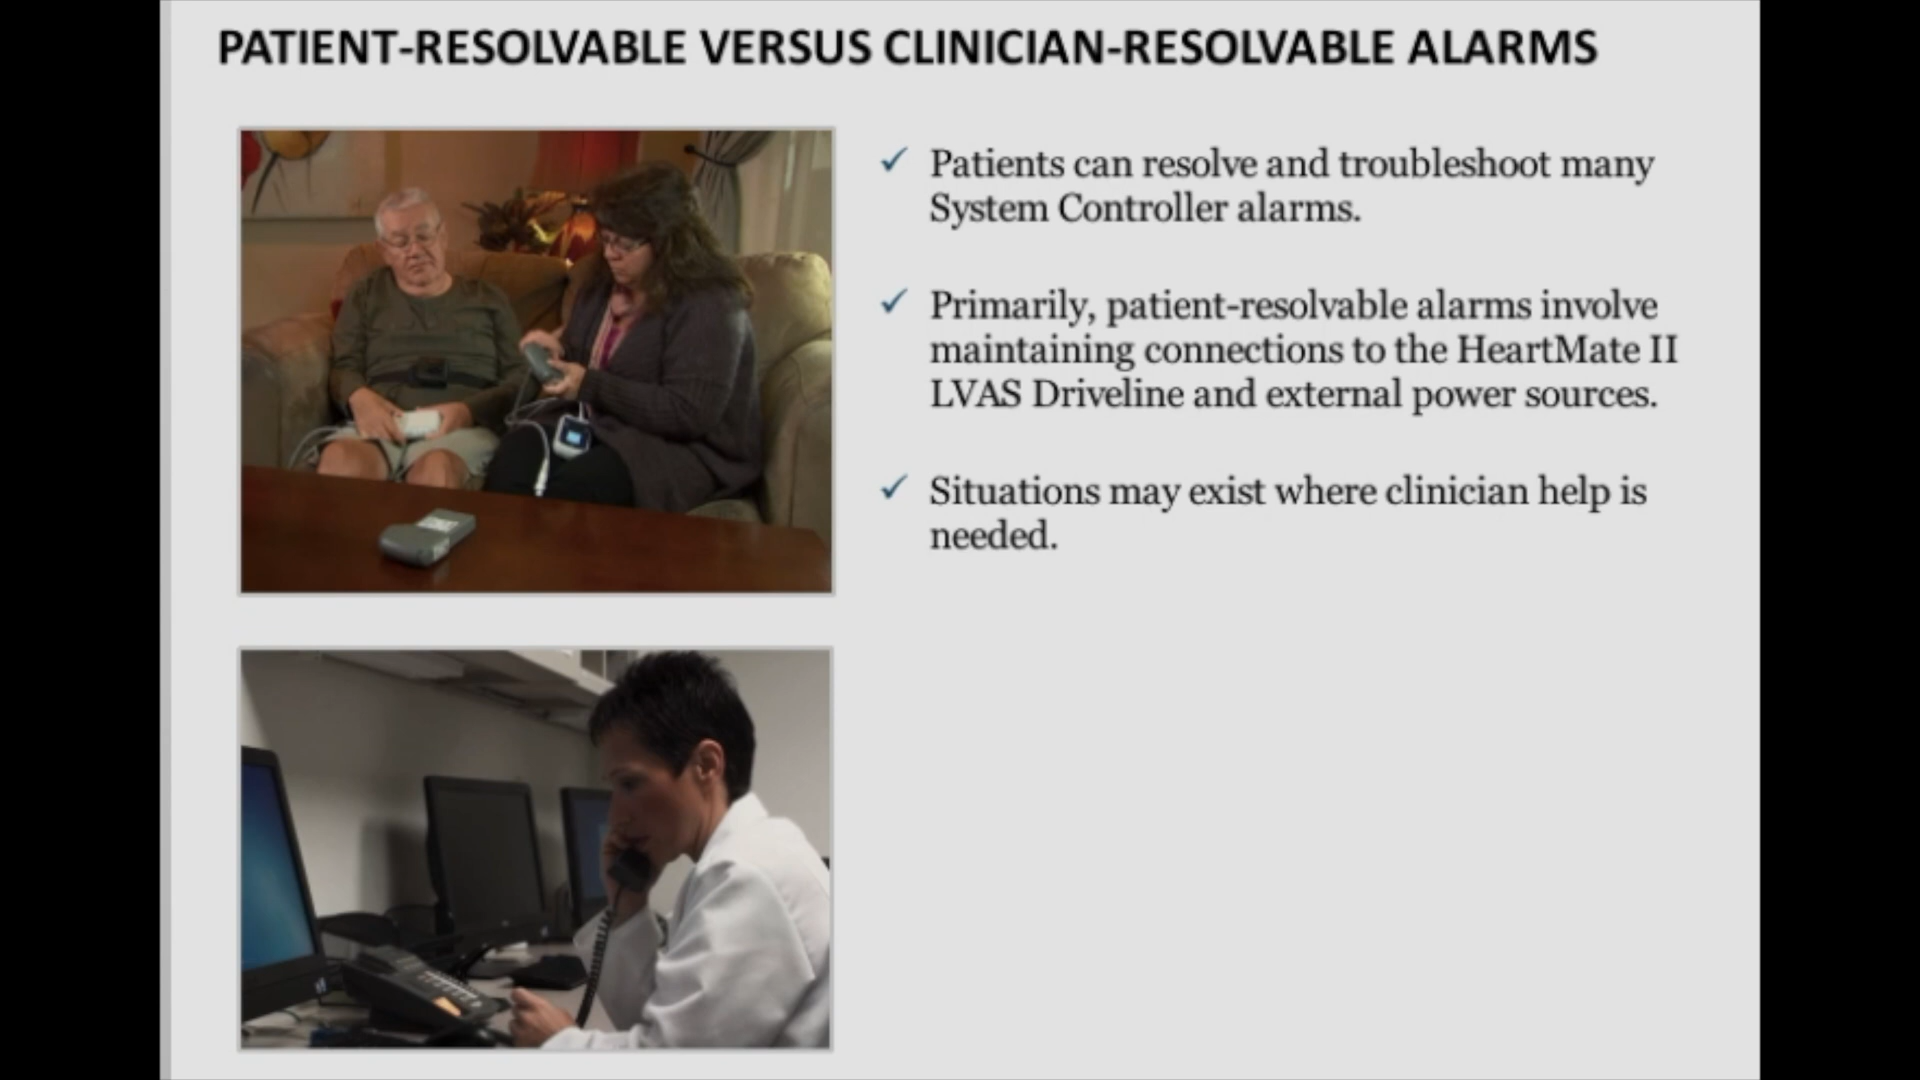 PATIENT-RESOLVABLE VERSUS CLINICIAN-RESOLVABLE ALARMS
Patients can resolve and troubleshoot many
System Controller alarms.
Primarily, patient-resolvable alarms involve
maintaining connections to the HeartMate II
LVAS Driveline and external power sources.
Situations may exist where clinician help is
needed.